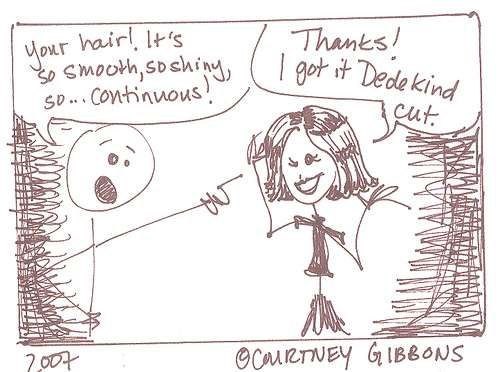 your hair! It's
so smooth, so shiny,
so... continuous!
Thanks!
I got it Dedekind
cut.
2007
©COURTNEY GIBBONS